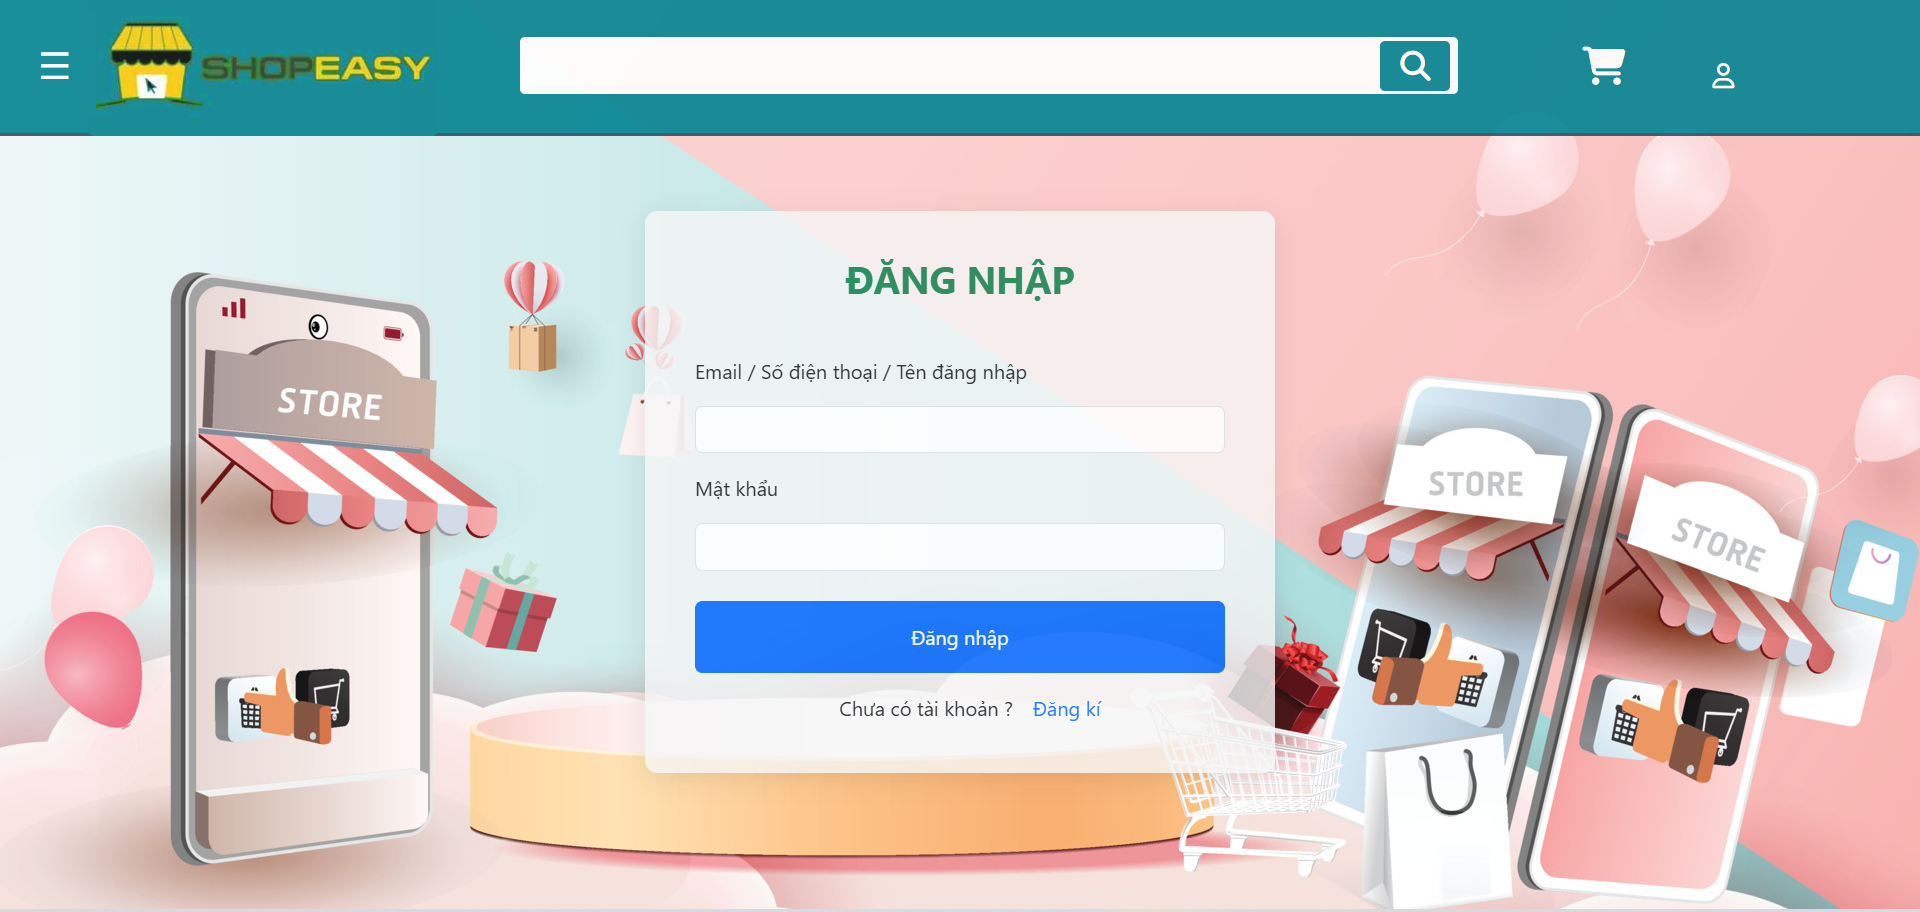 SHOPEASY
ĐĂNG NHẬP
Email / Số điện thoại / Tên đăng nhập
Mật khẩu
Đăng nhập
Chưa có tài khoản ? Đăng kí
STORE
STORE
STORE